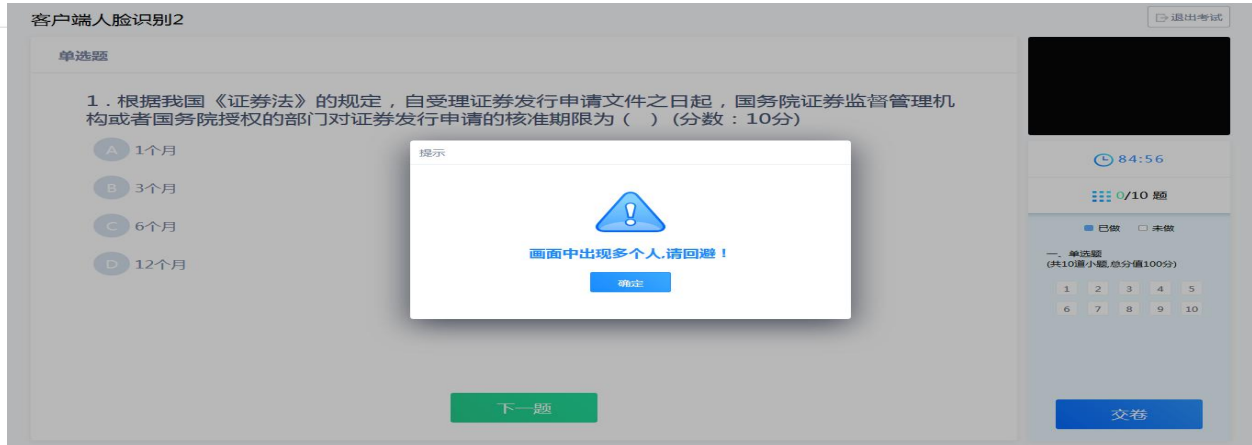 客户端人脸识别2
退出考试
单选题
1．根据我国《证券法》的规定，自受理证券发行申请文件之日起，国务院证券监督管理机
构或者国务院授权的部门对证券发行申请的核准期限为（　）(分数：10分)
A 1个月
B 3个月
C 6个月
D 12个月
提示
画面中出现多个人,请回避！
确定
下一题
84:56
0/10 题
已做 未做
一、单选题
(共10道小题,总分值100分)
1 2 3 4 5
6 7 8 9 10
交卷